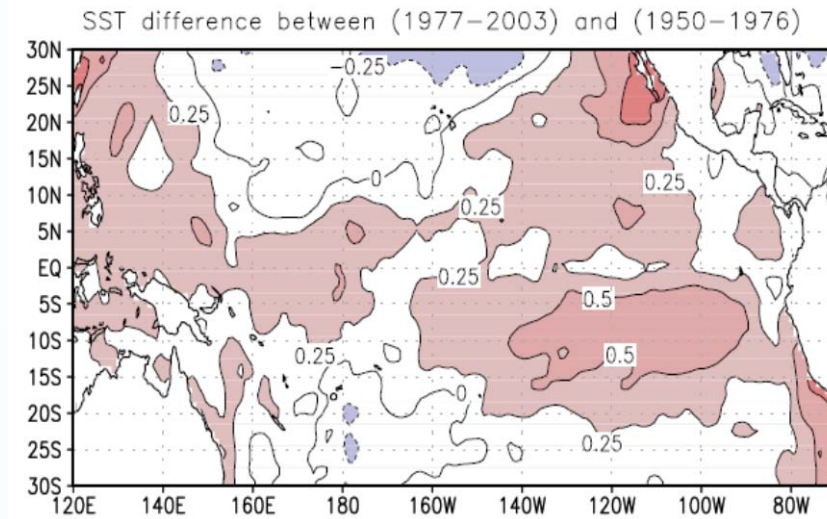 SST difference between (1977−2003) and (1950−1976)
30N
−0.25
25N
0.25
20N
15N
0
0.25
10N
0.25
5N
EQ
0.25
5S
0.5
10S
0.25
0.5
15S
0
20S
0.25
25S
30S
120E 140E 160E 180 160W 140W 120W 100W 80W